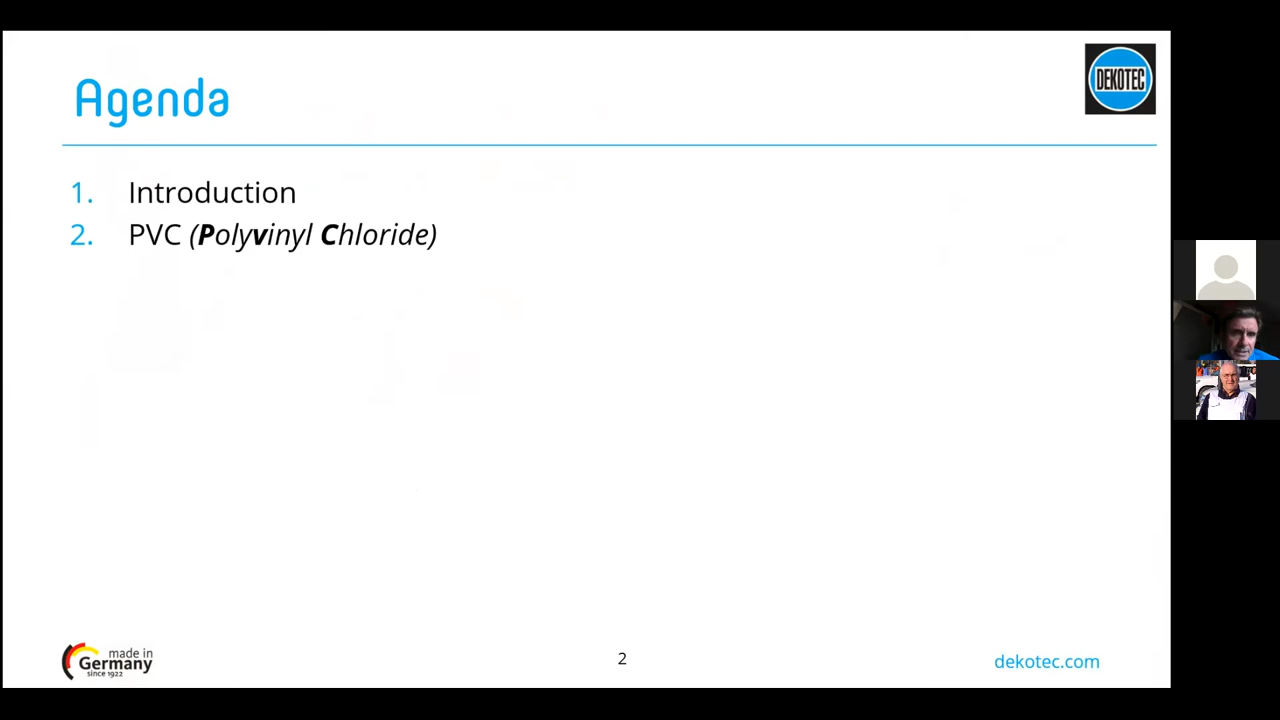 Agenda
DEKOTEC
1. Introduction
2. PVC (Polyvinyl Chloride)
made in
Germany
since 1922
2
dekotec.com